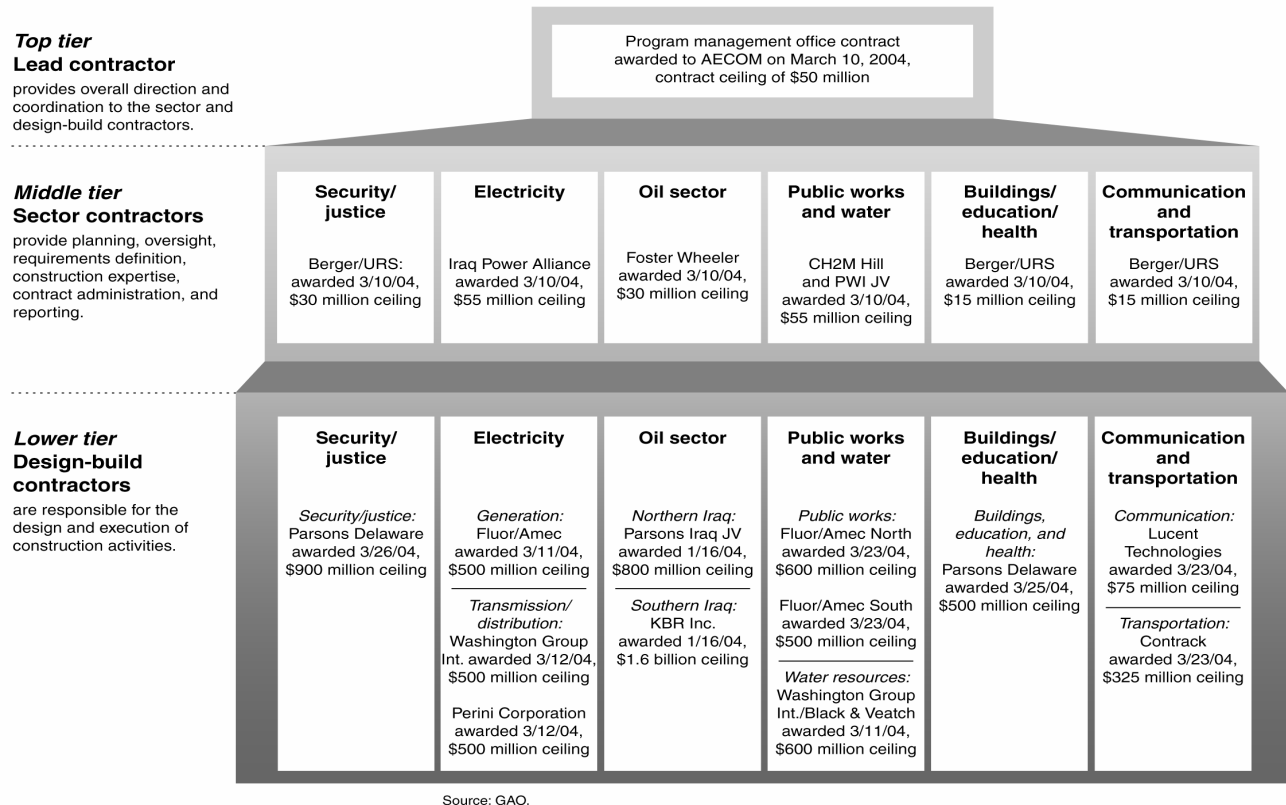 Top tier
Lead contractor
provides overall direction and
coordination to the sector and
design-build contractors.
Program management office contract
awarded to AECOM on March 10, 2004,
contract ceiling of $50 million
Middle tier
Sector contractors
provide planning, oversight,
requirements definition,
construction expertise,
contract administration, and
reporting.
Security/
justice
Berger/URS:
awarded 3/10/04,
$30 million ceiling
Electricity
Iraq Power Alliance
awarded 3/10/04,
$55 million ceiling
Oil sector
Foster Wheeler
awarded 3/10/04,
$30 million ceiling
Public works
and water
CH2M Hill
and PWI JV
awarded 3/10/04,
$55 million ceiling
Buildings/
education/
health
Berger/URS
awarded 3/10/04,
$15 million ceiling
Communication
and
transportation
Berger/URS
awarded 3/10/04,
$15 million ceiling
Lower tier
Design-build
contractors
are responsible for the
design and execution of
construction activities.
Security/
justice
Security/justice:
Parsons Delaware
awarded 3/26/04,
$900 million ceiling
Electricity
Generation:
Fluor/Amec
awarded 3/11/04,
$500 million ceiling
Transmission/
distribution:
Washington Group
Int. awarded 3/12/04,
$500 million ceiling
Perini Corporation
awarded 3/12/04,
$500 million ceiling
Oil sector
Northern Iraq:
Parsons Iraq JV
awarded 1/16/04,
$800 million ceiling
Southern Iraq:
KBR Inc.
awarded 1/16/04,
$1.6 billion ceiling
Public works
and water
Public works:
Fluor/Amec North
awarded 3/23/04,
$600 million ceiling
Fluor/Amec South
awarded 3/23/04,
$500 million ceiling
Water resources:
Washington Group
Int./Black & Veatch
awarded 3/11/04,
$600 million ceiling
Buildings/
education/
health
Buildings,
education, and
health:
Parsons Delaware
awarded 3/25/04,
$500 million ceiling
Communication
and
transportation
Communication:
Lucent
Technologies
awarded 3/23/04,
$75 million ceiling
Transportation:
Contrack
awarded 3/23/04,
$325 million ceiling
Source: GAO.